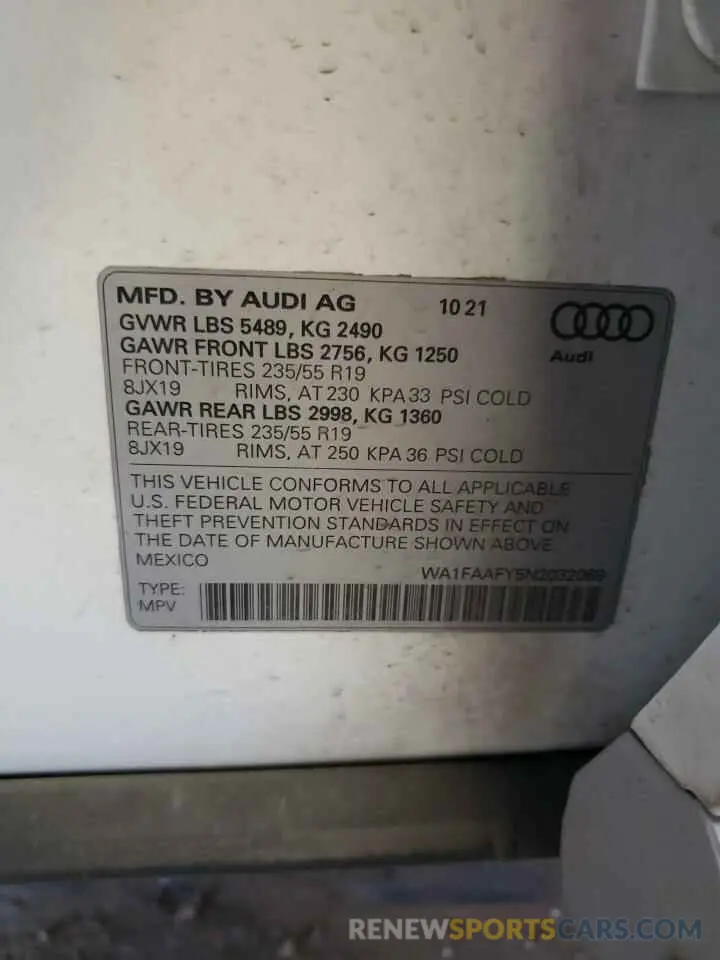 MFD. BY AUDI AG 10 21
GVWR LBS 5489, KG 2490
GAWR FRONT LBS 2756, KG 1250
FRONT-TIRES 235/55 R19
8JX19 RIMS, AT 230 KPA 33 PSI COLD
GAWR REAR LBS 2998, KG 1360
REAR-TIRES 235/55 R19
8JX19 RIMS, AT 250 KPA 36 PSI COLD
Audi
THIS VEHICLE CONFORMS TO ALL APPLICABLE
U.S. FEDERAL MOTOR VEHICLE SAFETY AND
THEFT PREVENTION STANDARDS IN EFFECT ON
THE DATE OF MANUFACTURE SHOWN ABOVE.
MEXICO
WA1FAAFY5N2032069
TYPE:
MPV
RENEWSPORTSCARS.COM